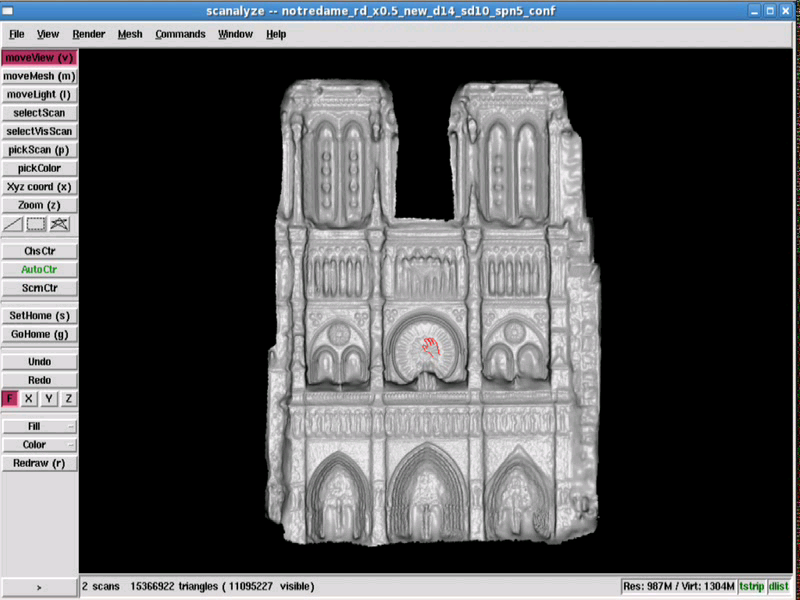 scanalyze -- notredame_rd_x0.5_new_d14_sd10_spn5_conf
File View Render Mesh Commands Window Help
moveView (v)
moveMesh (m)
moveLight (l)
selectScan
selectVisScan
pickScan (p)
pickColor
Xyz coord (x)
Zoom (z)
ChsCtr
AutoCtr
ScrnCtr
SetHome (s)
GoHome (g)
Undo
Redo
F X Y Z
Fill
Color
Redraw (r)
> 2 scans 15366922 triangles ( 11095227 visible) Res: 987M / Virt: 1304M tstrip dlist